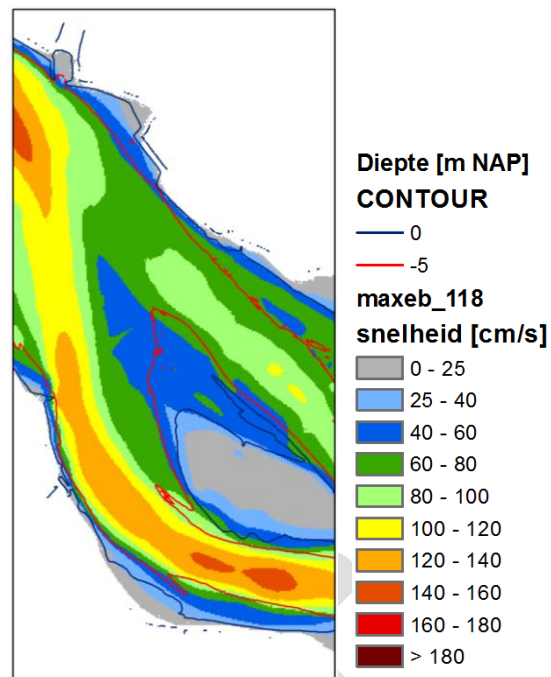 Diepte [m NAP]
CONTOUR
0
-5
maxeb_118
snelheid [cm/s]
0 - 25
25 - 40
40 - 60
60 - 80
80 - 100
100 - 120
120 - 140
140 - 160
160 - 180
> 180